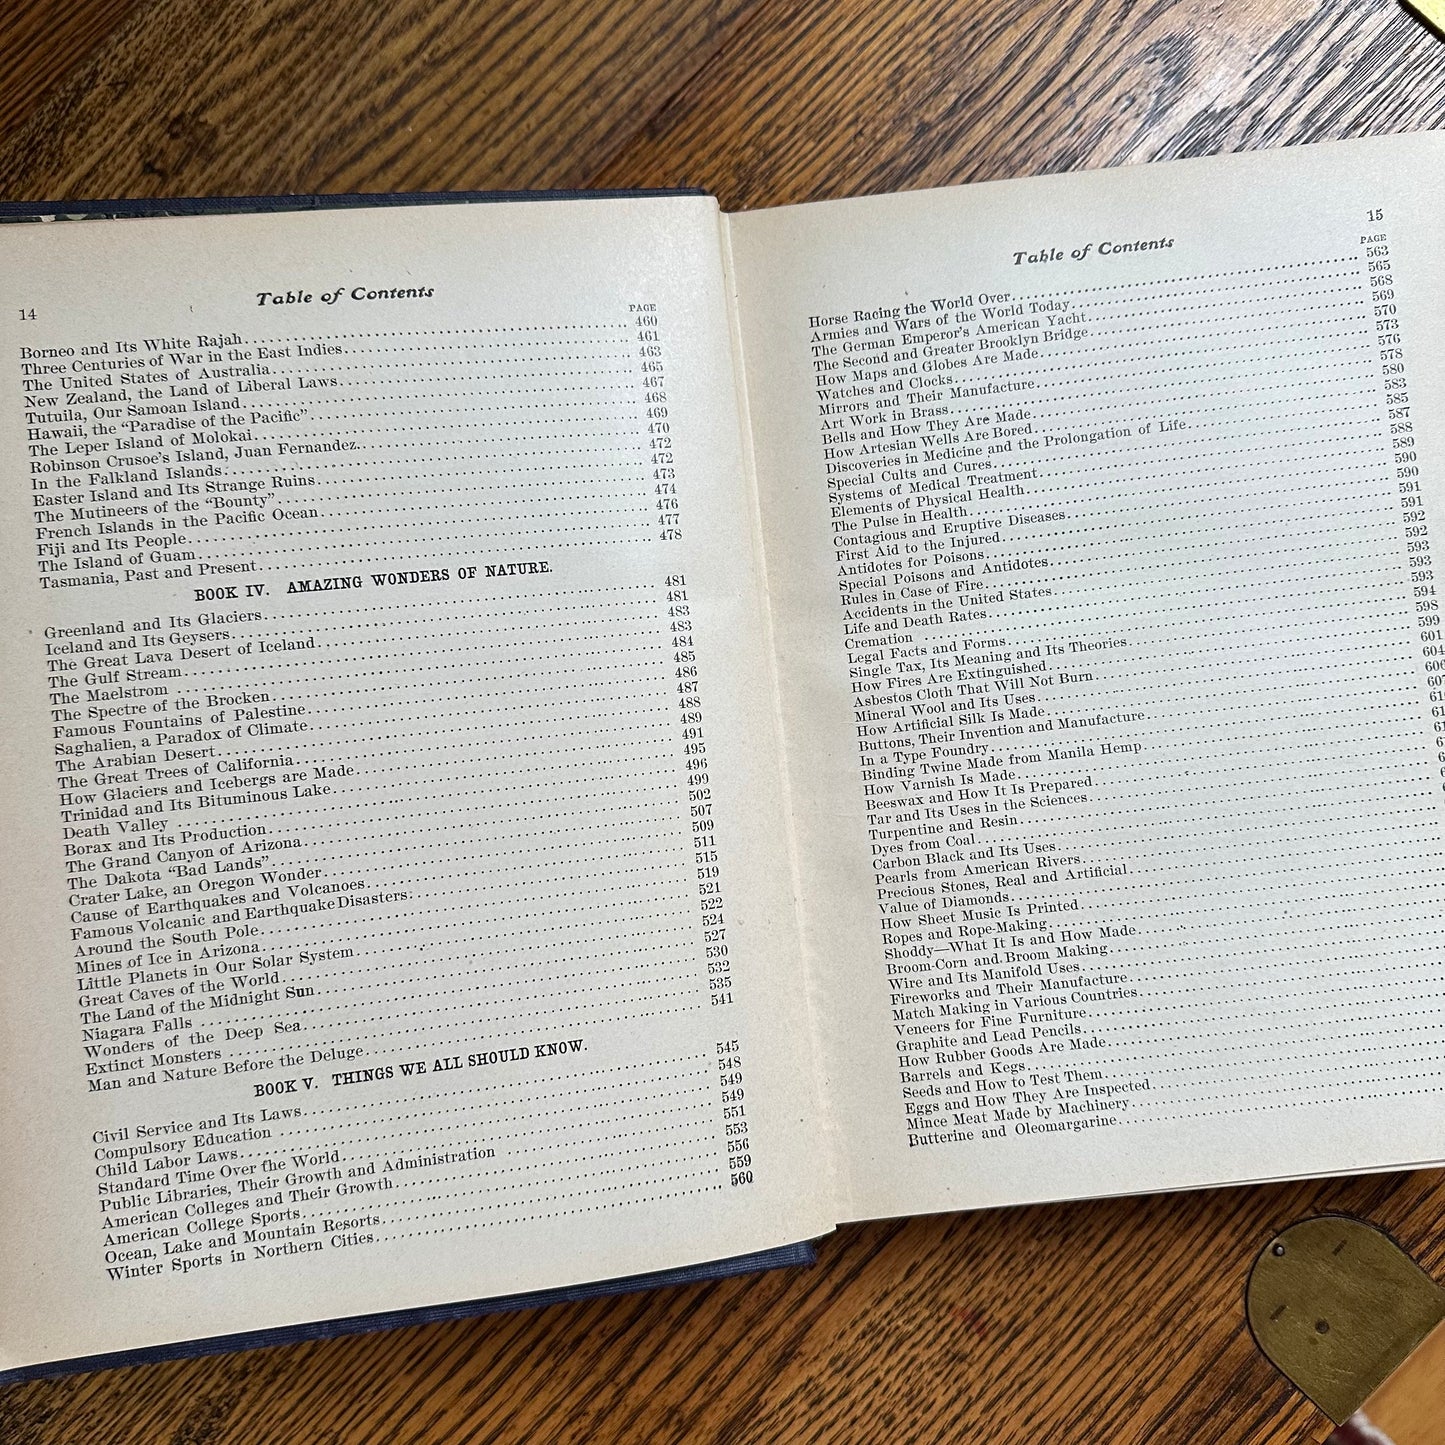 14
Table of Contents
PAGE
Borneo and Its White Rajah 460
Three Centuries of War in the East Indies 461
The United States of Australia 463
New Zealand, the Land of Liberal Laws 465
Tutuila, Our Samoan Island 467
Hawaii, the "Paradise of the Pacific" 468
The Leper Island of Molokai 469
Robinson Crusoe's Island, Juan Fernandez 470
In the Falkland Islands 472
Easter Island and Its Strange Ruins 472
The Mutineers of the "Bounty" 473
French Islands in the Pacific Ocean 474
Fiji and Its People 476
The Island of Guam 477
Tasmania, Past and Present 478
BOOK IV. AMAZING WONDERS OF NATURE.
Greenland and Its Glaciers 481
Iceland and Its Geysers 481
The Great Lava Desert of Iceland 483
The Gulf Stream 483
The Maelstrom 484
The Spectre of the Brocken 485
Famous Fountains of Palestine 486
Saghalien, a Paradox of Climate 487
The Arabian Desert 488
The Great Trees of California 489
How Glaciers and Icebergs are Made 491
Trinidad and Its Bituminous Lake 495
Death Valley 496
Borax and Its Production 499
The Grand Canyon of Arizona 502
The Dakota "Bad Lands" 507
Crater Lake, an Oregon Wonder 509
Cause of Earthquakes and Volcanoes 511
Famous Volcanic and Earthquake Disasters 515
Around the South Pole 519
Mines of Ice in Arizona 521
Little Planets in Our Solar System 522
Great Caves of the World 524
The Land of the Midnight Sun 527
Niagara Falls 530
Wonders of the Deep Sea 532
Extinct Monsters 535
Man and Nature Before the Deluge 541
BOOK V. THINGS WE ALL SHOULD KNOW.
Civil Service and Its Laws 545
Compulsory Education 548
Child Labor Laws 549
Standard Time Over the World 549
Public Libraries, Their Growth and Administration 551
American Colleges and Their Growth 553
American College Sports 556
Ocean, Lake and Mountain Resorts 559
Winter Sports in Northern Cities 560
15
Table of Contents
PAGE
Horse Racing the World Over 563
Armies and Wars of the World Today 565
The German Emperor's American Yacht 568
The Second and Greater Brooklyn Bridge 569
How Maps and Globes Are Made 570
Watches and Clocks 573
Mirrors and Their Manufacture 576
Art Work in Brass 578
Bells and How They Are Made 580
How Artesian Wells Are Bored 583
Discoveries in Medicine and the Prolongation of Life 585
Special Cults and Cures 587
Systems of Medical Treatment 588
Elements of Physical Health 589
The Pulse in Health 590
Contagious and Eruptive Diseases 590
First Aid to the Injured 591
Antidotes for Poisons 591
Special Poisons and Antidotes 592
Rules in Case of Fire 592
Accidents in the United States 593
Life and Death Rates 593
Cremation 593
Legal Facts and Forms 594
Single Tax, Its Meaning and Its Theories 598
How Fires Are Extinguished 599
Asbestos Cloth That Will Not Burn 601
Mineral Wool and Its Uses 604
How Artificial Silk Is Made 606
Buttons, Their Invention and Manufacture 607
In a Type Foundry
Binding Twine Made from Manila Hemp
How Varnish Is Made
Beeswax and How It Is Prepared
Tar and Its Uses in the Sciences
Turpentine and Resin
Dyes from Coal
Carbon Black and Its Uses
Pearls from American Rivers
Precious Stones, Real and Artificial
Value of Diamonds
How Sheet Music Is Printed
Ropes and Rope-Making
Shoddy—What It Is and How Made
Broom-Corn and Broom Making
Wire and Its Manifold Uses
Fireworks and Their Manufacture
Match Making in Various Countries
Veneers for Fine Furniture
Graphite and Lead Pencils
How Rubber Goods Are Made
Barrels and Kegs
Seeds and How to Test Them
Eggs and How They Are Inspected
Mince Meat Made by Machinery
Butterine and Oleomargarine